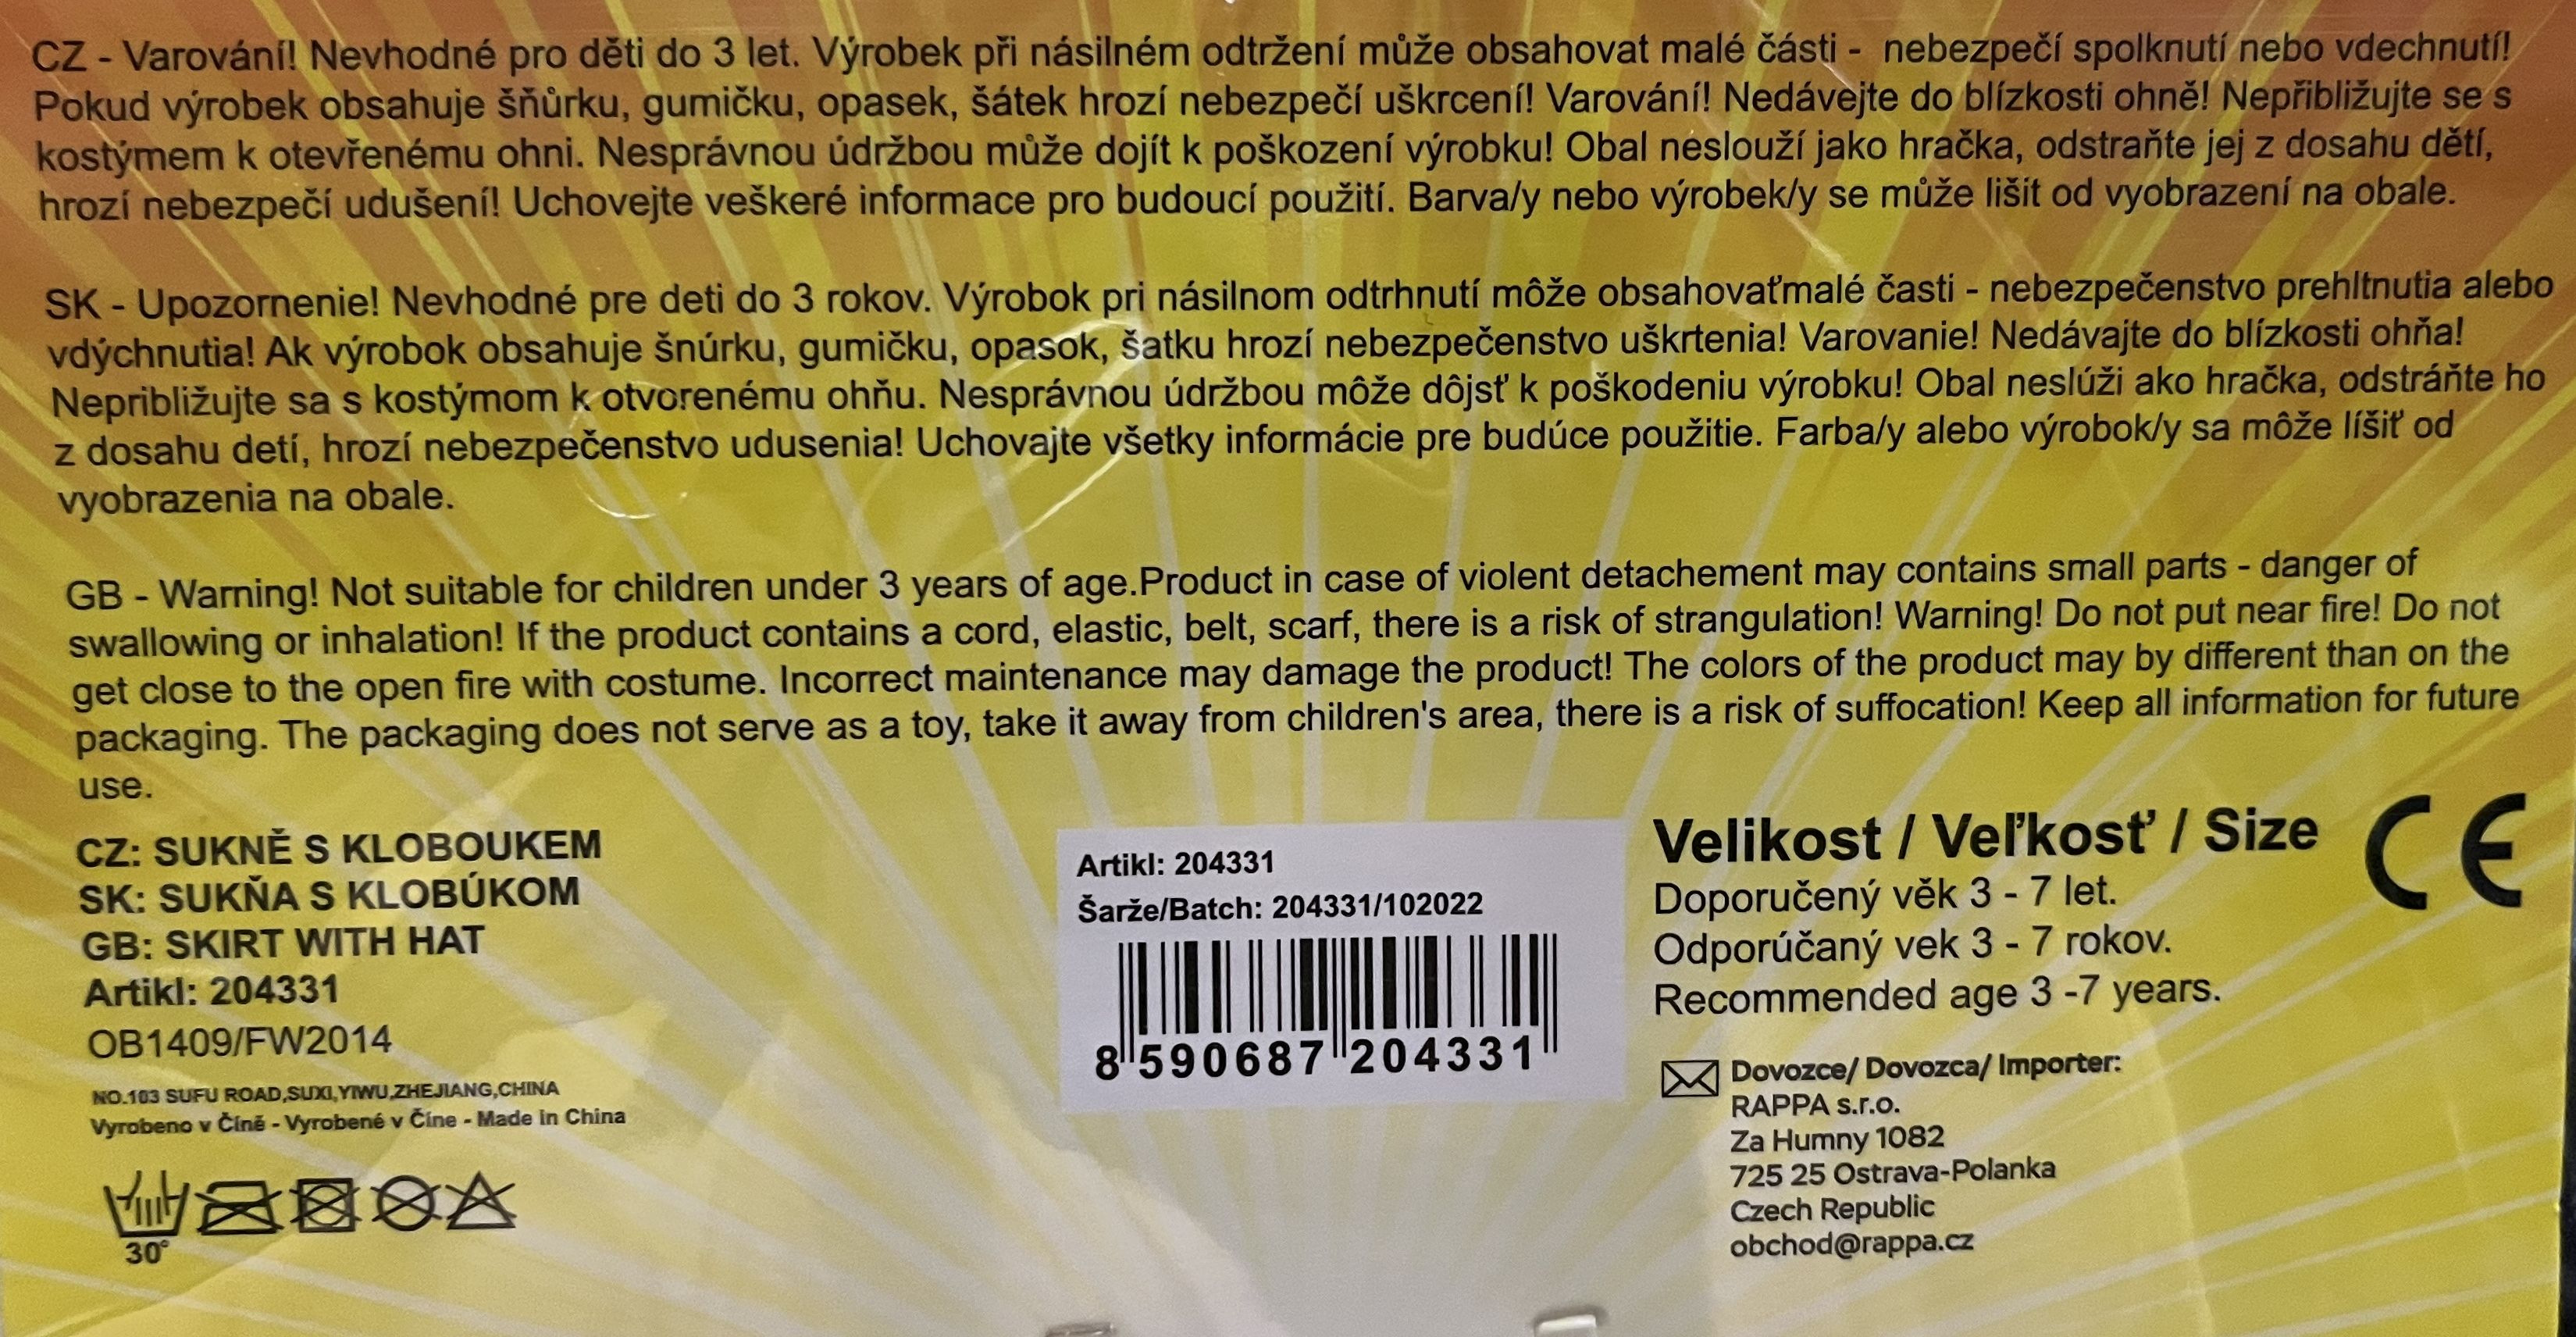 CZ - Varování! Nevhodné pro děti do 3 let. Výrobek při násilném odtržení může obsahovat malé části - nebezpečí spolknutí nebo vdechnutí!
Pokud výrobek obsahuje šňůrku, gumičku, opasek, šátek hrozí nebezpečí uškrcení! Varování! Nedávejte do blízkosti ohně! Nepřibližujte se s
kostýmem k otevřenému ohni. Nesprávnou údržbou může dojít k poškození výrobku! Obal neslouží jako hračka, odstraňte jej z dosahu dětí,
hrozí nebezpečí udušení! Uchovejte veškeré informace pro budoucí použití. Barva/y nebo výrobek/y se může lišit od vyobrazení na obale.
SK - Upozornenie! Nevhodné pre deti do 3 rokov. Výrobok pri násilnom odtrhnutí môže obsahovaťmalé časti - nebezpečenstvo prehltnutia alebo
vdýchnutia! Ak výrobok obsahuje šnúrku, gumičku, opasok, šatku hrozí nebezpečenstvo uškrtenia! Varovanie! Nedávajte do blízkosti ohňa!
Nepribližujte sa s kostýmom k otvorenému ohňu. Nesprávnou údržbou môže dôjsť k poškodeniu výrobku! Obal neslúži ako hračka, odstráňte ho
z dosahu detí, hrozí nebezpečenstvo udusenia! Uchovajte všetky informácie pre budúce použitie. Farba/y alebo výrobok/y sa môže líšiť od
vyobrazenia na obale.
GB - Warning! Not suitable for children under 3 years of age.Product in case of violent detachement may contains small parts - danger of
swallowing or inhalation! If the product contains a cord, elastic, belt, scarf, there is a risk of strangulation! Warning! Do not put near fire! Do not
get close to the open fire with costume. Incorrect maintenance may damage the product! The colors of the product may by different than on the
packaging. The packaging does not serve as a toy, take it away from children's area, there is a risk of suffocation! Keep all information for future
use.
CZ: SUKNĚ S KLOBOUKEM
SK: SUKŇA S KLOBÚKOM
GB: SKIRT WITH HAT
Artikl: 204331
OB1409/FW2014
NO.103 SUFU ROAD,SUXI,YIWU,ZHEJIANG,CHINA
Vyrobeno v Číně - Vyrobené v Číne - Made in China
30°
Artikl: 204331
Šarže/Batch: 204331/102022
8 590687 204331
Velikost / Veľkosť / Size
Doporučený věk 3 - 7 let.
Odporúčaný vek 3 - 7 rokov.
Recommended age 3 -7 years.
CE
Dovozce/ Dovozca/ Importer:
RAPPA s.r.o.
Za Humny 1082
725 25 Ostrava-Polanka
Czech Republic
obchod@rappa.cz